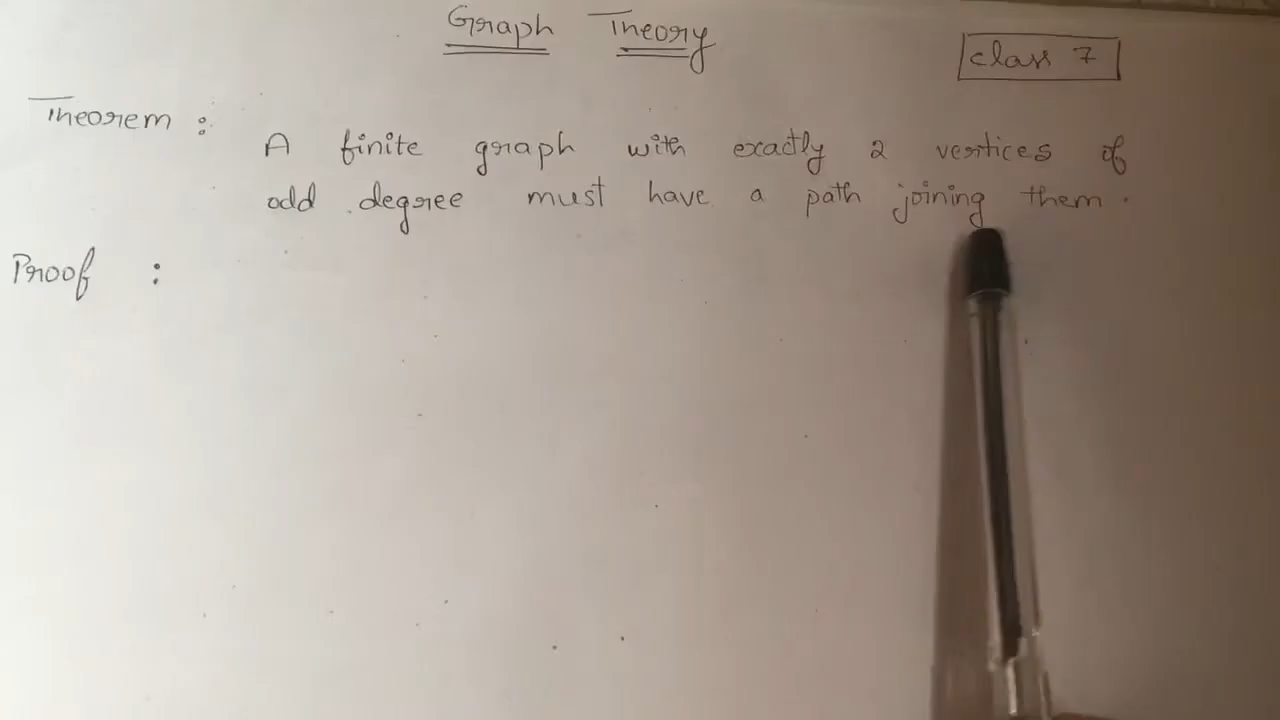 Graph Theory
class 7
Theorem :
A finite graph with exactly 2 vertices of
odd degree must have a path joining them.
Proof :